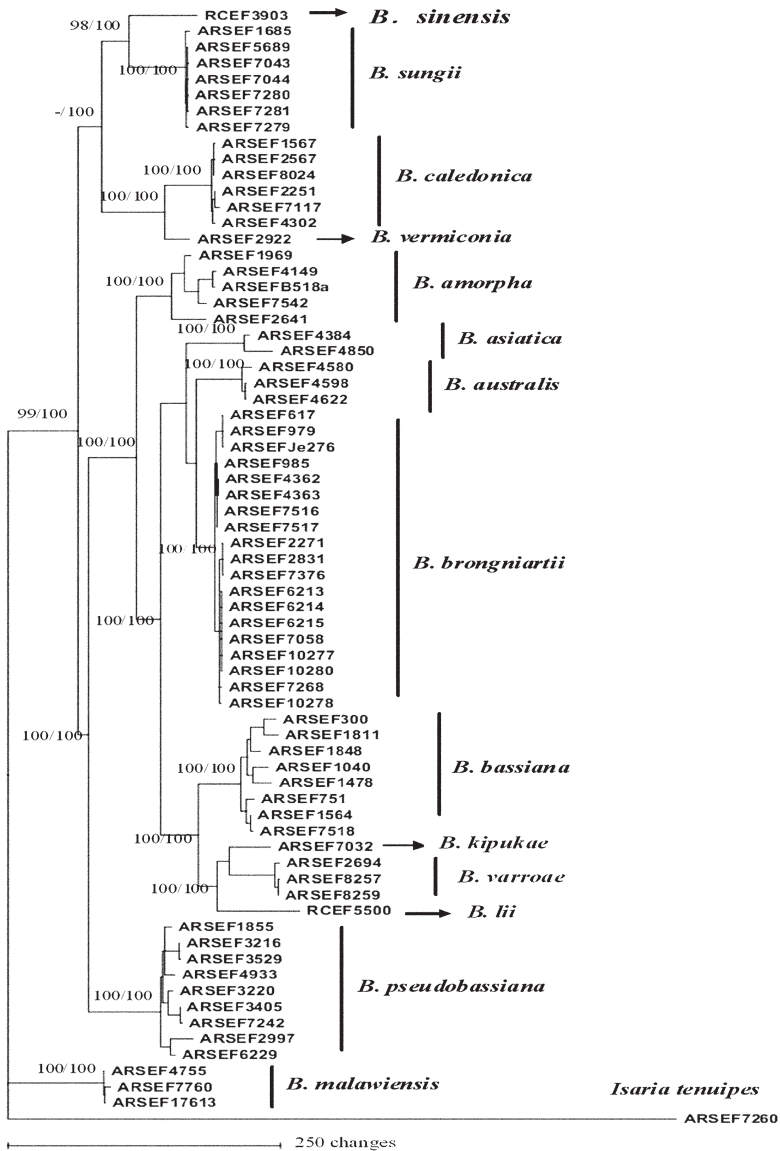 RCEF3903 B. sinensis
98/100
ARSEF1685
ARSEF5689
ARSEF7043
100/100 B. sungii
ARSEF7044
ARSEF7280
ARSEF7281
-/100
ARSEF7279
ARSEF1567
ARSEF2567
100/100
ARSEF8024 B. caledonica
ARSEF2251
100/100
ARSEF7117
ARSEF4302
ARSEF2922 B. vermiconia
ARSEF1969
ARSEF4149
100/100
ARSEFB518a B. amorpha
ARSEF7542
ARSEF2641
100/100
ARSEF4384 B. asiatica
ARSEF4850
100/100
ARSEF4580
ARSEF4598 B. australis
ARSEF4622
99/100
ARSEF617
ARSEF979
100/100
ARSEFJe276
ARSEF985
ARSEF4362
ARSEF4363
ARSEF7516
ARSEF7517
ARSEF2271
100/100
ARSEF2831 B. brongniartii
ARSEF7376
ARSEF6213
ARSEF6214
100/100
ARSEF6215
ARSEF7058
ARSEF10277
ARSEF10280
ARSEF7268
ARSEF10278
ARSEF300
100/100
ARSEF1811
ARSEF1848
100/100
ARSEF1040 B. bassiana
ARSEF1478
ARSEF751
ARSEF1564
ARSEF7518
100/100
ARSEF7032 B. kipukae
ARSEF2694
ARSEF8257 B. varroae
100/100
ARSEF8259
RCEF5500 B. lii
ARSEF1855
ARSEF3216
ARSEF3529
ARSEF4933
ARSEF3220 B. pseudobassiana
100/100
ARSEF3405
ARSEF7242
ARSEF2997
ARSEF6229
100/100
ARSEF4755
ARSEF7760 B. malawiensis
ARSEF17613
Isaria tenuipes
ARSEF7260
250 changes